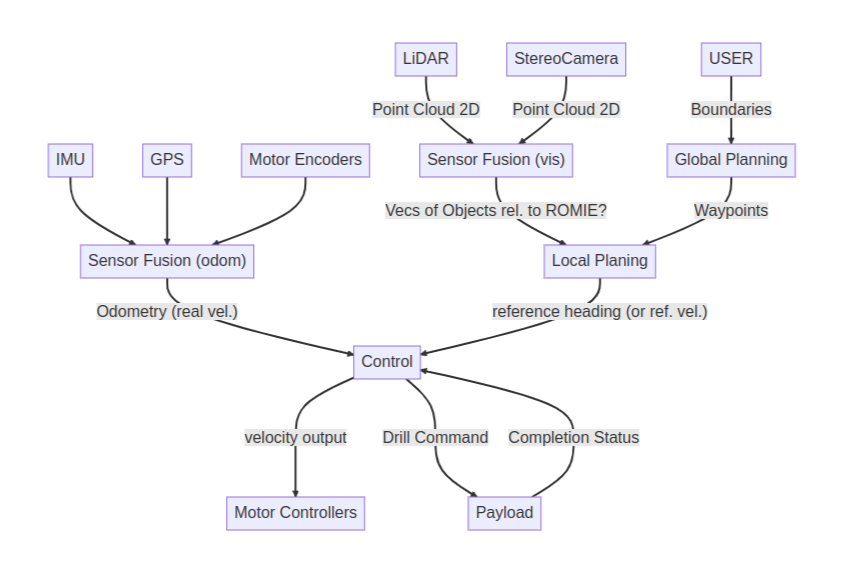 LiDAR
StereoCamera
USER
Point Cloud 2D
Point Cloud 2D
Boundaries
IMU
GPS
Motor Encoders
Sensor Fusion (vis)
Global Planning
Vecs of Objects rel. to ROMIE?
Waypoints
Sensor Fusion (odom)
Local Planing
Odometry (real vel.)
reference heading (or ref. vel.)
Control
velocity output
Drill Command
Completion Status
Motor Controllers
Payload